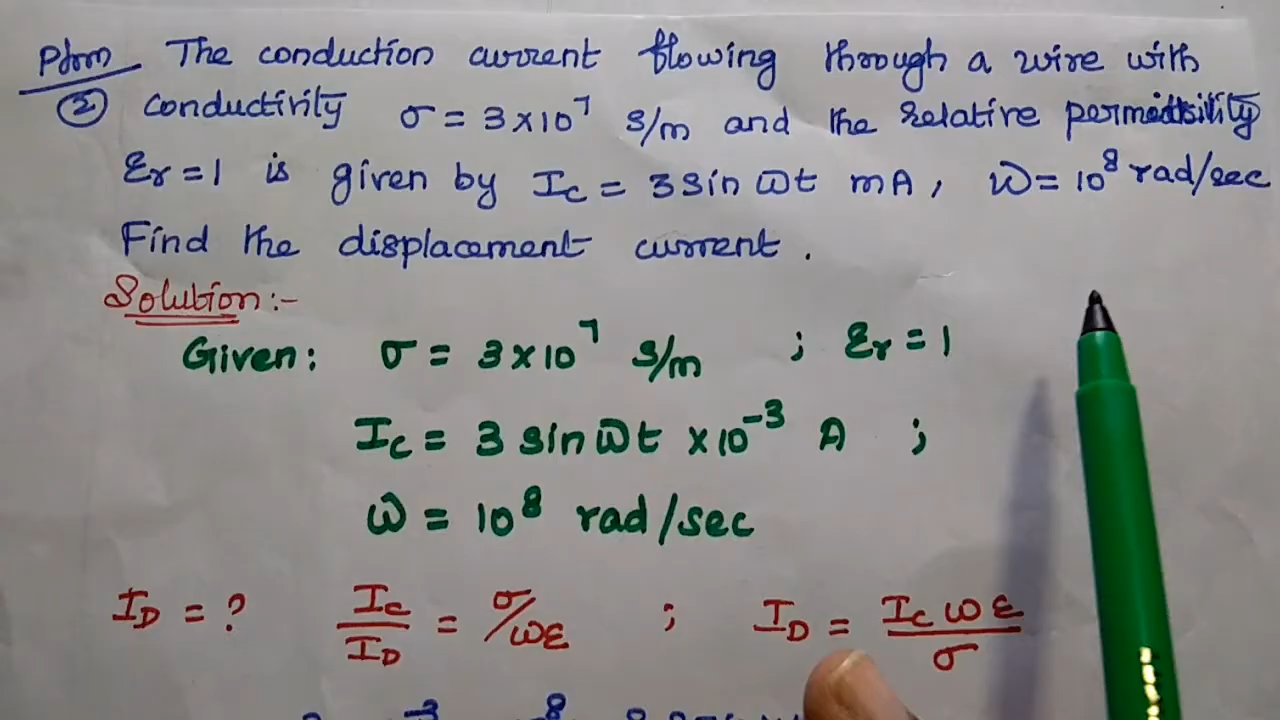 Pblm The conduction current flowing through a wire with
② conductivity σ = 3×10⁷ s/m and the relative permittivity
εr = 1 is given by Ic = 3 sin ωt mA, ω = 10⁸ rad/sec
Find the displacement current.
Solution:-
Given: σ = 3×10⁷ s/m ; εr = 1
Ic = 3 sin ωt ×10⁻³ A ;
ω = 10⁸ rad/sec
ID = ? Ic/ID = σ/ωε ; ID = Ic ω ε/σ